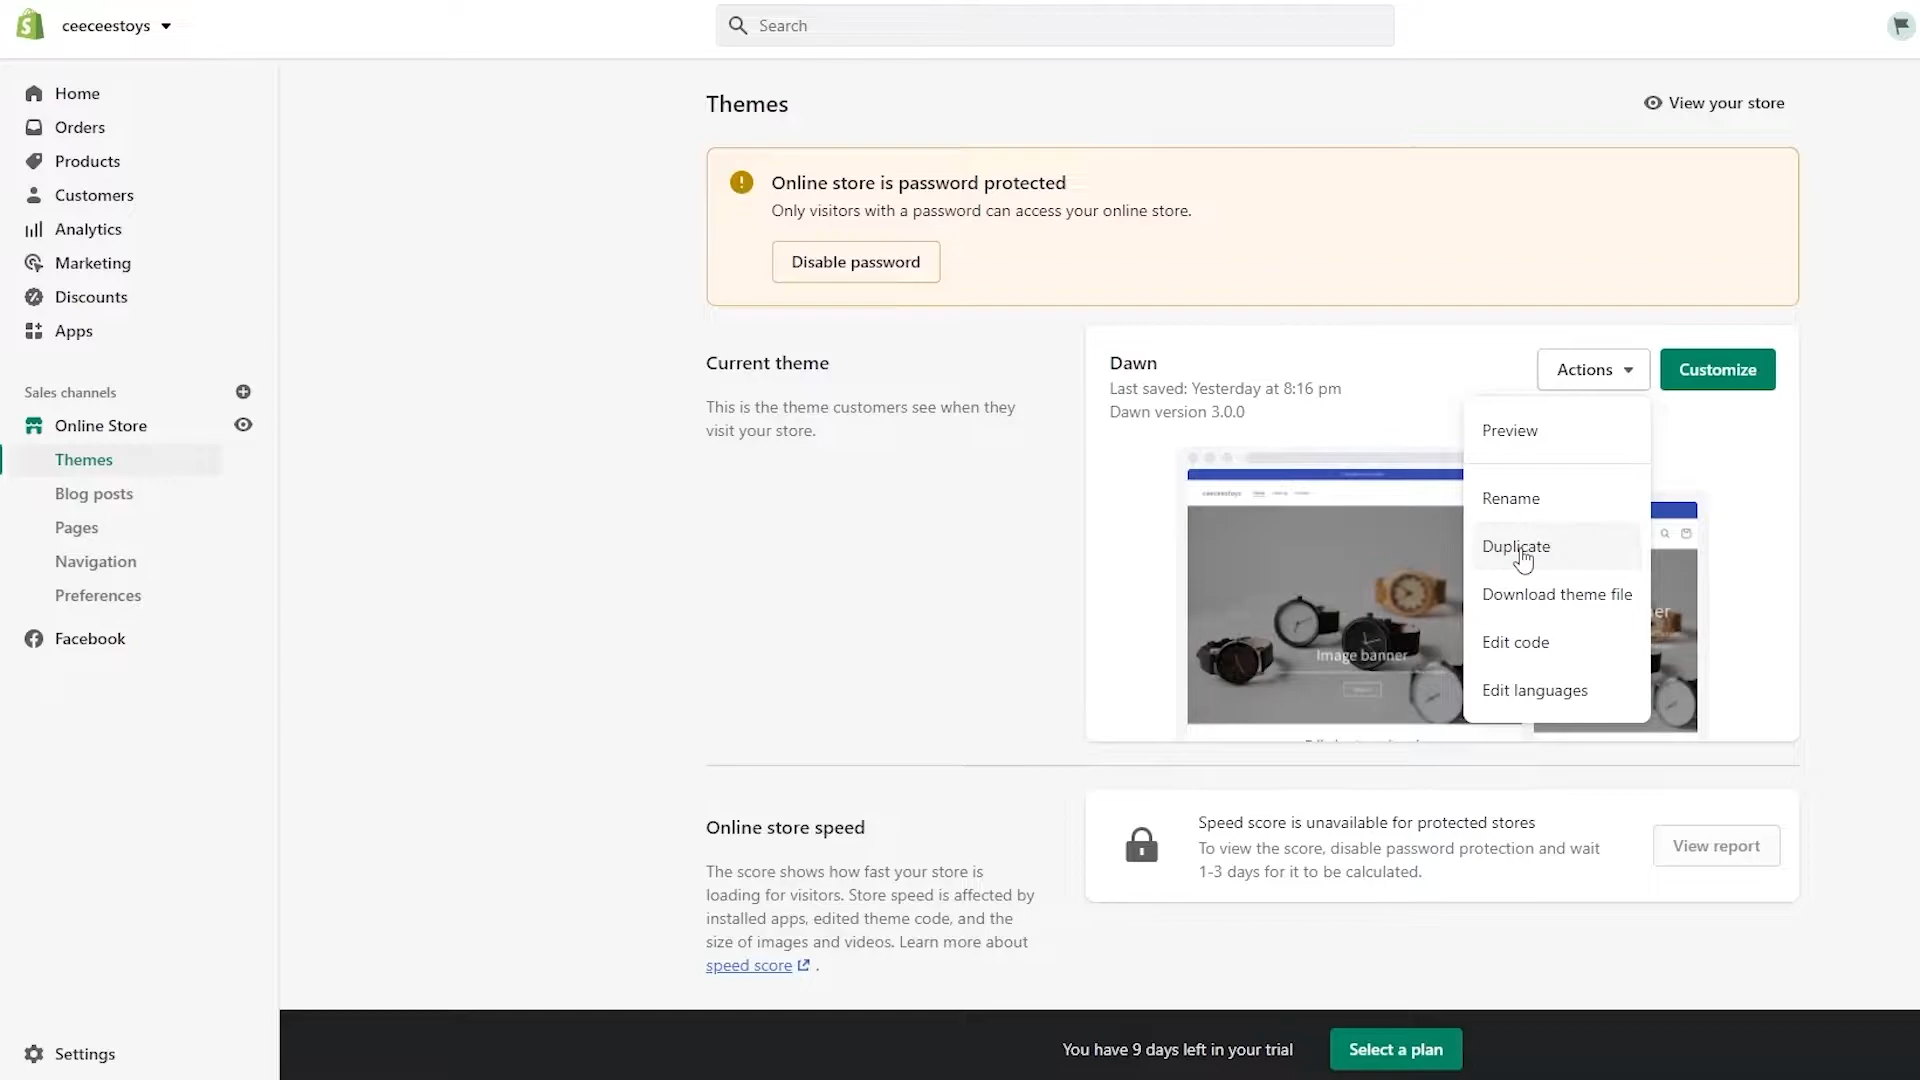 ceeceestoys
Search
Home
Orders
Products
Customers
Analytics
Marketing
Discounts
Apps
Sales channels
Online Store
Themes
Blog posts
Pages
Navigation
Preferences
Facebook
Settings
Themes
View your store
Online store is password protected
Only visitors with a password can access your online store.
Disable password
Current theme
This is the theme customers see when they
visit your store.
Dawn
Last saved: Yesterday at 8:16 pm
Dawn version 3.0.0
Actions
Customize
Preview
Rename
Duplicate
Download theme file
Edit code
Edit languages
ceeceestoys
Image banner
Online store speed
The score shows how fast your store is
loading for visitors. Store speed is affected by
installed apps, edited theme code, and the
size of images and videos. Learn more about
speed score .
Speed score is unavailable for protected stores
To view the score, disable password protection and wait
1-3 days for it to be calculated.
View report
You have 9 days left in your trial
Select a plan